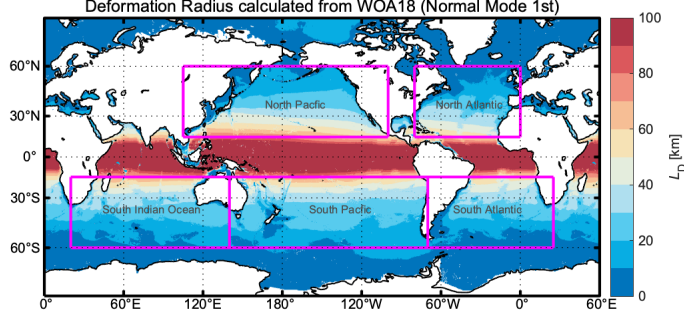 Deformation Radius calculated from WOA18 (Normal Mode 1st)
60°N
30°N
0°
30°S
60°S
North Pacfic
North Atlantic
South Indian Ocean
South Pacfic
South Atlantic
0°
60°E
120°E
180°
120°W
60°W
0°
60°E
100
80
60
40
20
0
L_D [km]